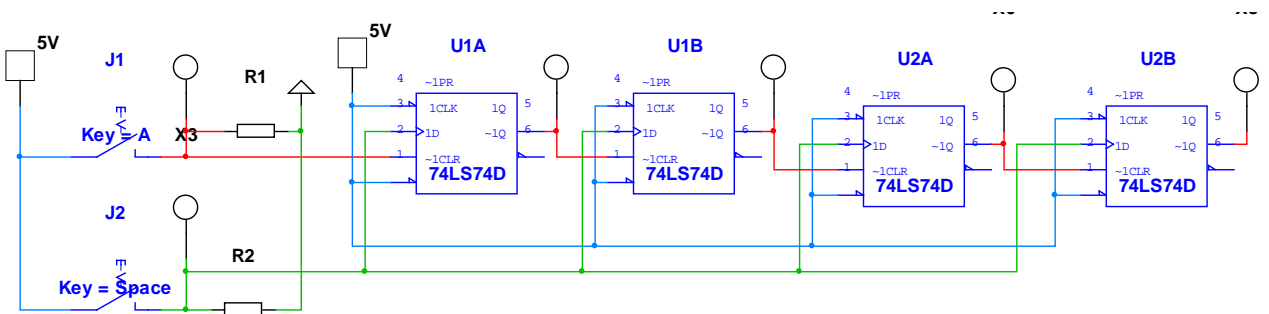 5V
J1
Key = A
X3
R1
J2
Key = Space
R2
5V
U1A
4 ~1PR
3 1CLK 1Q 5
2 1D ~1Q 6
1 ~1CLR
74LS74D
U1B
4 ~1PR
3 1CLK 1Q 5
2 1D ~1Q 6
1 ~1CLR
74LS74D
U2A
4 ~1PR
3 1CLK 1Q 5
2 1D ~1Q 6
1 ~1CLR
74LS74D
U2B
4 ~1PR
3 1CLK 1Q 5
2 1D ~1Q 6
1 ~1CLR
74LS74D